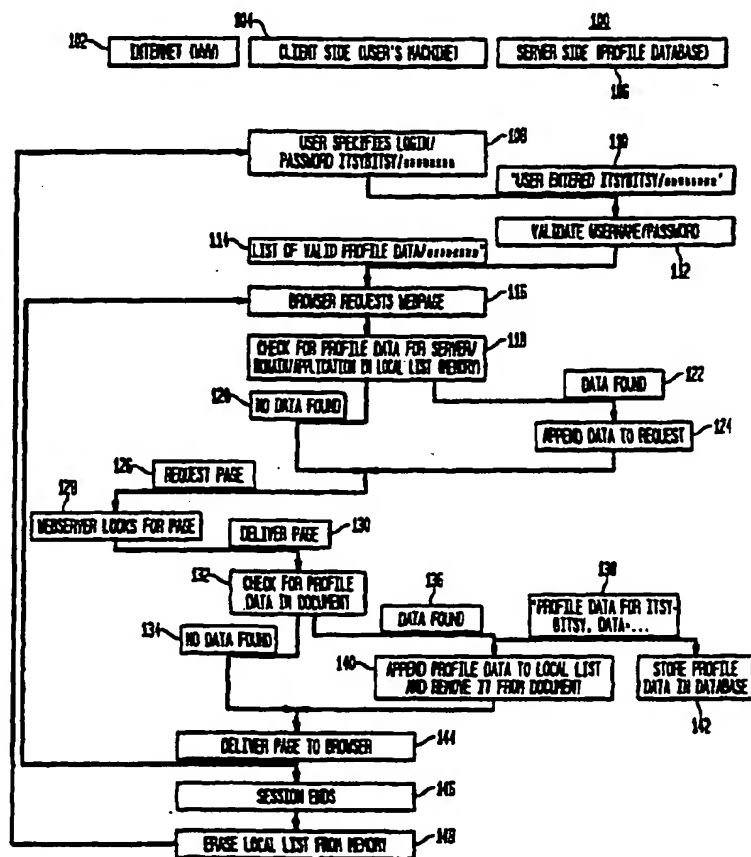 100
104
102
INTERNET (WWW)
CLIENT SIDE (USER'S MACHINE)
SERVER SIDE (PROFILE DATABASE)
106
108
USER SPECIFIES LOGIN/
PASSWORD ITSYBITSY/********
110
"USER ENTERED ITSYBITSY/********"
114
LIST OF VALID PROFILE DATA/********"
VALIDATE USERNAME/PASSWORD
112
BROWSER REQUESTS WEBPAGE
116
CHECK FOR PROFILE DATA FOR SERVER/
DOMAIN/APPLICATION IN LOCAL LIST (MEMORY)
118
120
NO DATA FOUND
DATA FOUND
122
APPEND DATA TO REQUEST
124
126
REQUEST PAGE
128
WEBSERVER LOOKS FOR PAGE
DELIVER PAGE
130
132
CHECK FOR PROFILE
DATA IN DOCUMENT
134
NO DATA FOUND
136
DATA FOUND
138
"PROFILE DATA FOR ITSY-
BITSY, DATA=...
140
APPEND PROFILE DATA TO LOCAL LIST
AND REMOVE IT FROM DOCUMENT
STORE PROFILE
DATA IN DATABASE
142
DELIVER PAGE TO BROWSER
144
SESSION ENDS
146
ERASE LOCAL LIST FROM MEMORY
148